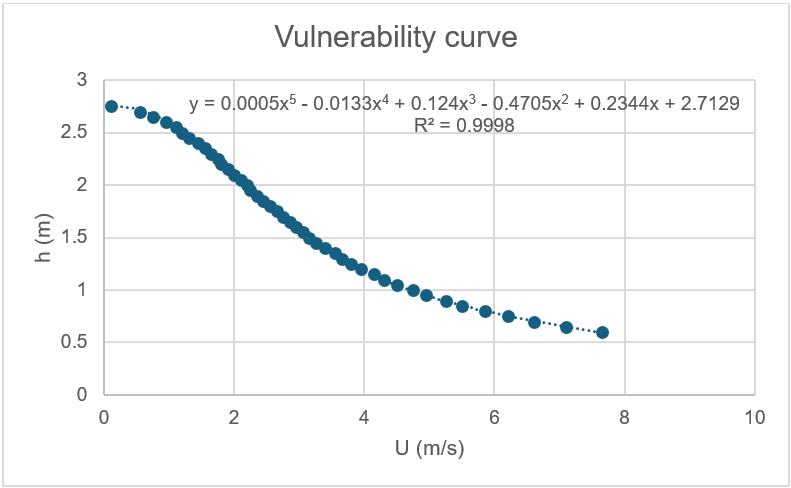 Vulnerability curve
y = 0.0005x⁵ - 0.0133x⁴ + 0.124x³ - 0.4705x² + 0.2344x + 2.7129
R² = 0.9998
3
2.5
2
1.5
1
0.5
0
h (m)
0 2 4 6 8 10
U (m/s)